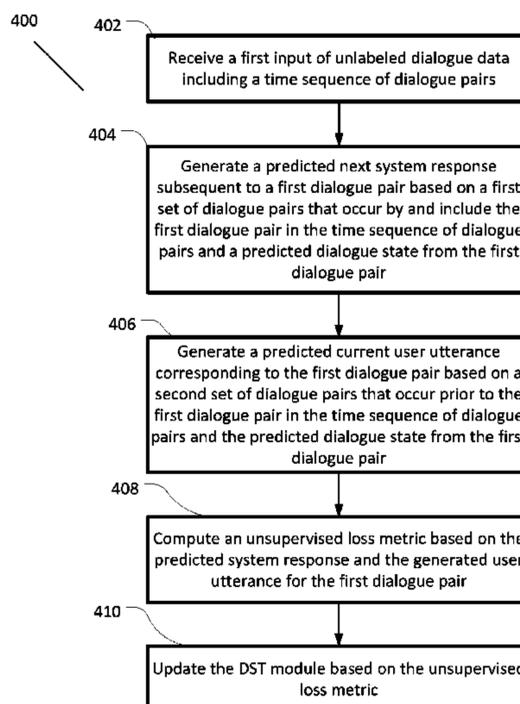 400
402
Receive a first input of unlabeled dialogue data
including a time sequence of dialogue pairs
404
Generate a predicted next system response
subsequent to a first dialogue pair based on a first
set of dialogue pairs that occur by and include the
first dialogue pair in the time sequence of dialogue
pairs and a predicted dialogue state from the first
dialogue pair
406
Generate a predicted current user utterance
corresponding to the first dialogue pair based on a
second set of dialogue pairs that occur prior to the
first dialogue pair in the time sequence of dialogue
pairs and the predicted dialogue state from the first
dialogue pair
408
Compute an unsupervised loss metric based on the
predicted system response and the generated user
utterance for the first dialogue pair
410
Update the DST module based on the unsupervised
loss metric